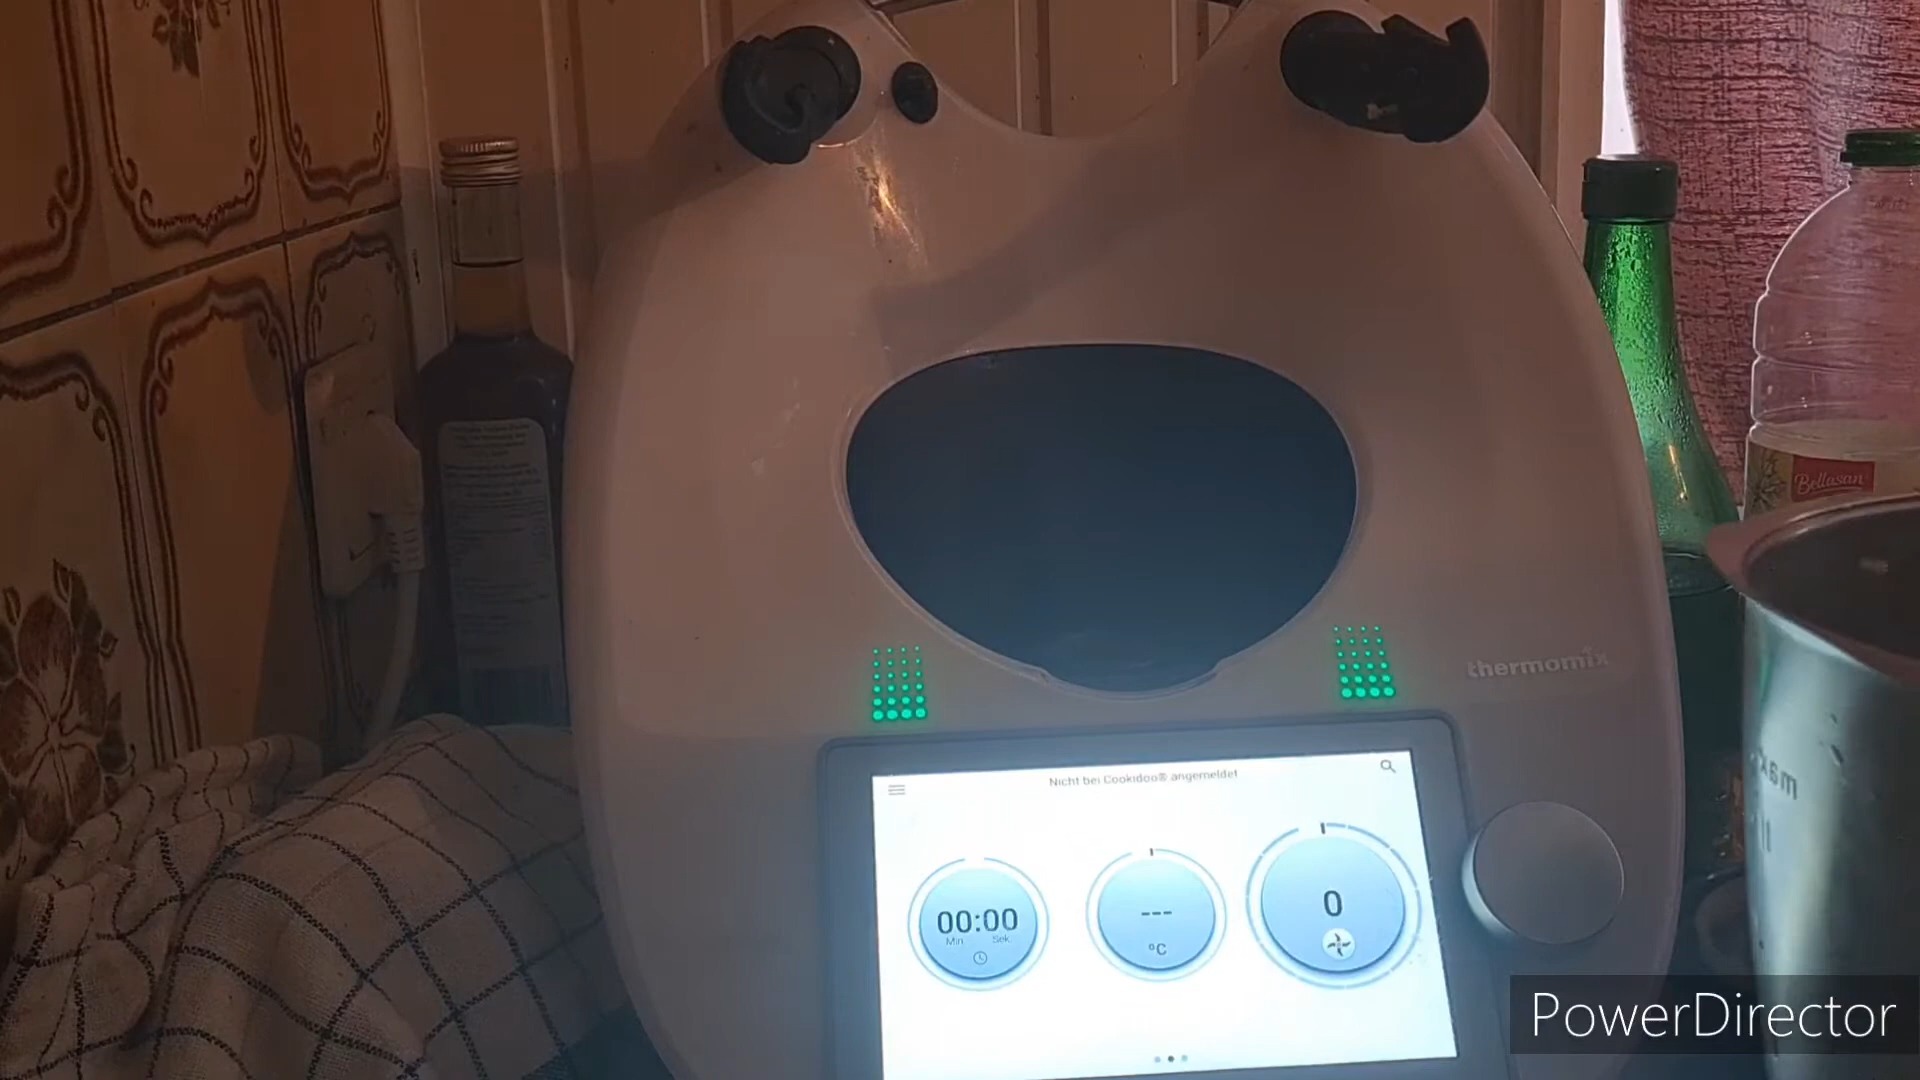 Bellasan
thermomix
Nicht bei Cookidoo® angemeldet
00:00
Min Sek.
---
°C
0
max
PowerDirector